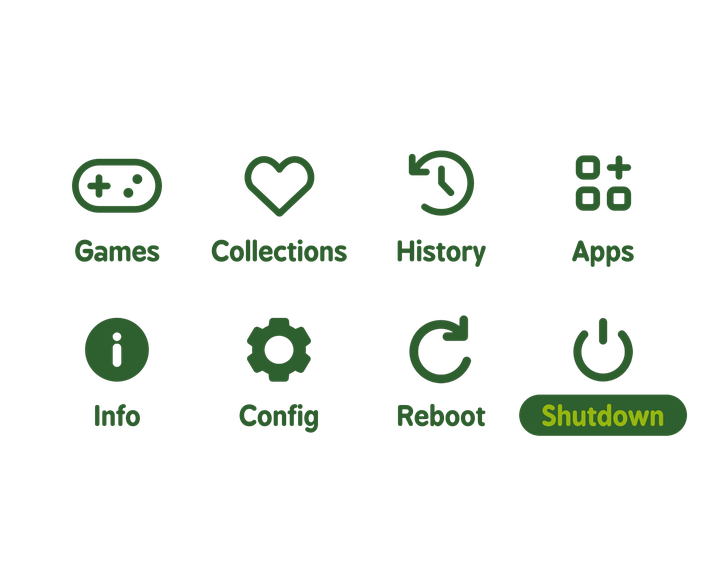 Games
Collections
History
Apps
Info
Config
Reboot
Shutdown